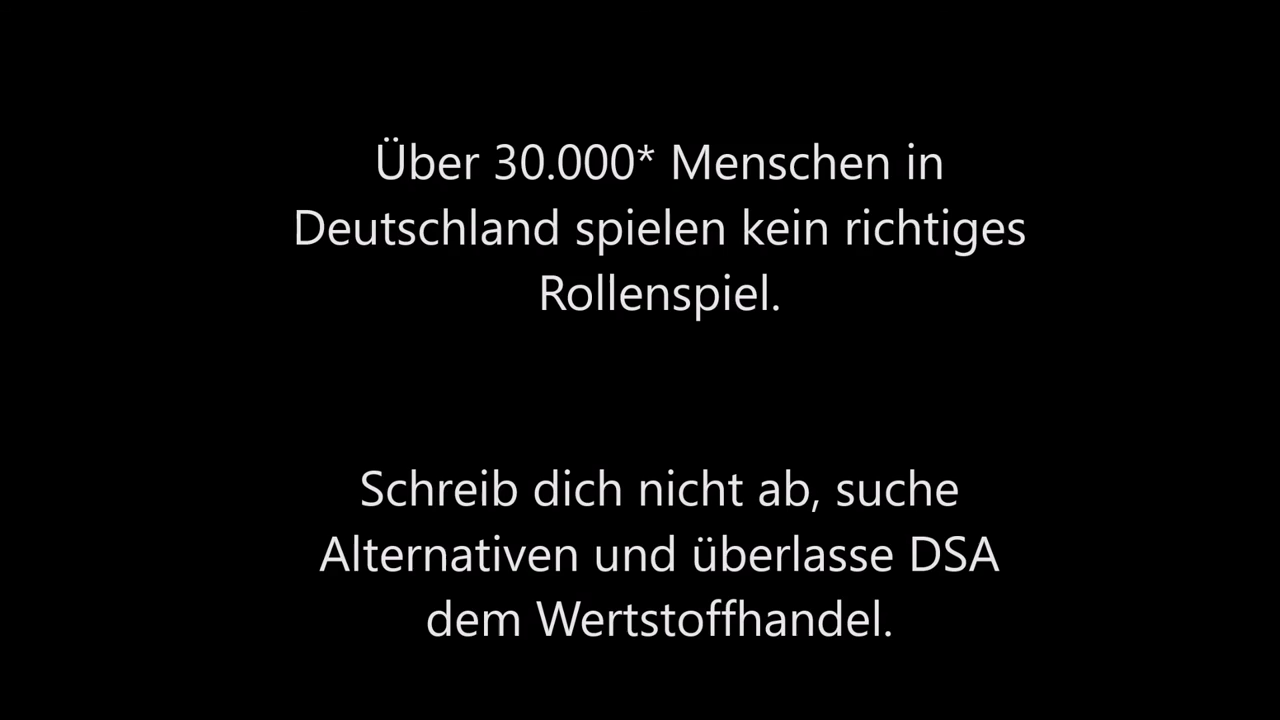 Über 30.000* Menschen in
Deutschland spielen kein richtiges
Rollenspiel.
Schreib dich nicht ab, suche
Alternativen und überlasse DSA
dem Wertstoffhandel.